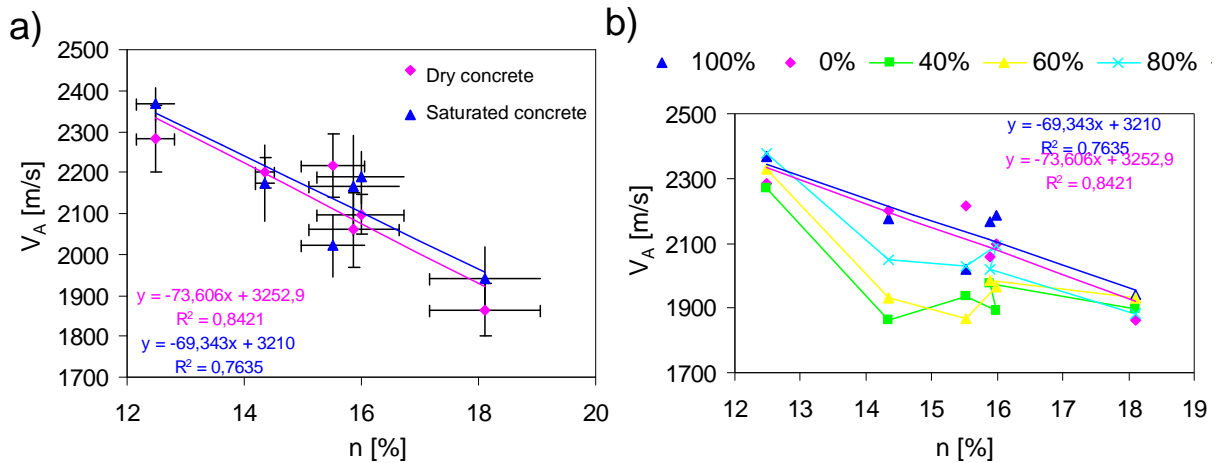 a)
V_A [m/s]
2500
2400
2300
2200
2100
2000
1900
1800
1700
Dry concrete
Saturated concrete
y = -73,606x + 3252,9
R² = 0,8421
y = -69,343x + 3210
R² = 0,7635
12
14
16
18
20
n [%]
b)
100%
0%
40%
60%
80%
V_A [m/s]
2500
2300
2100
1900
1700
y = -69,343x + 3210
R² = 0,7635
y = -73,606x + 3252,9
R² = 0,8421
12
13
14
15
16
17
18
19
n [%]